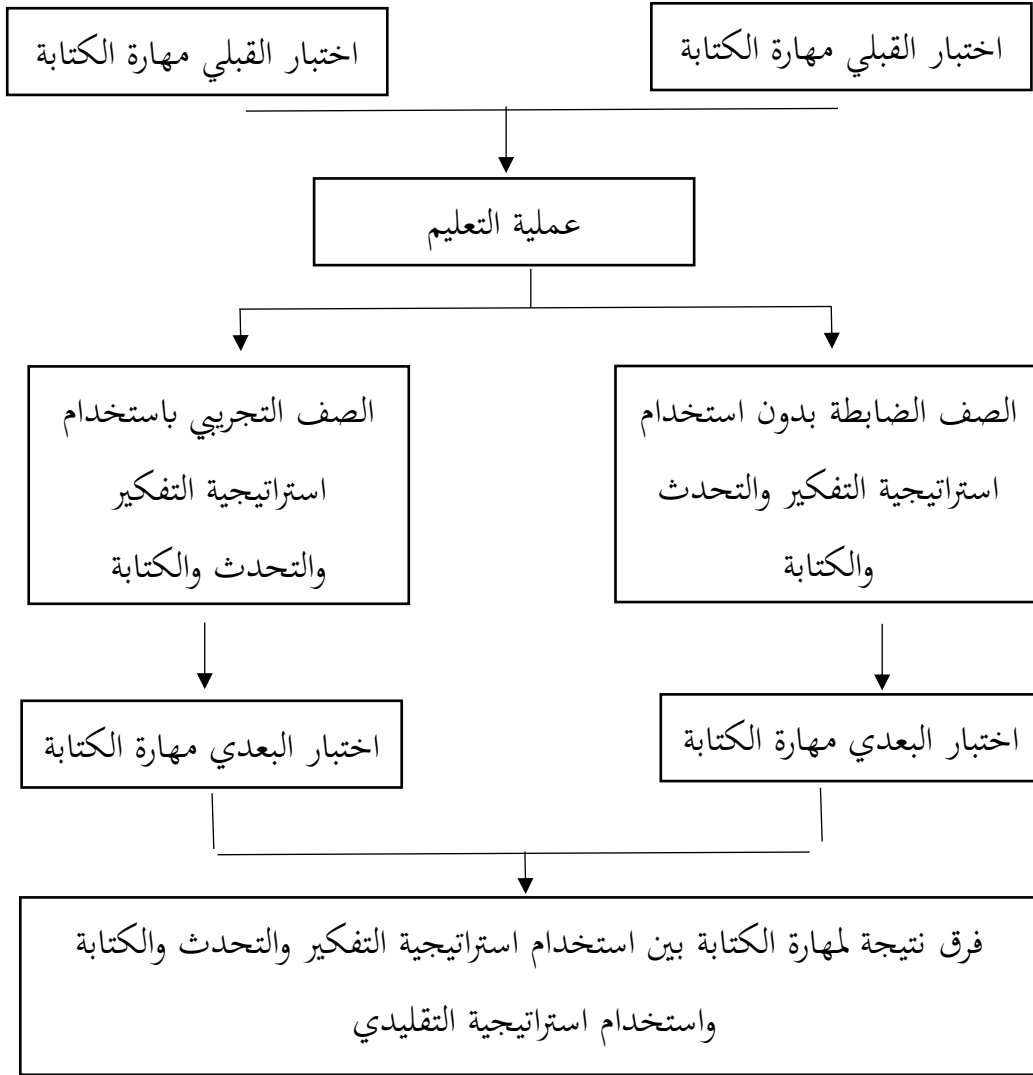 اختبار القبلي مهارة الكتابة
اختبار القبلي مهارة الكتابة
عملية التعليم
الصف الضابطة بدون استخدام
استراتيجية التفكير والتحدث
والكتابة
الصف التجريبي باستخدام
استراتيجية التفكير
والتحدث والكتابة
اختبار البعدي مهارة الكتابة
اختبار البعدي مهارة الكتابة
فرق نتيجة لمهارة الكتابة بين استخدام استراتيجية التفكير والتحدث والكتابة
واستخدام استراتيجية التقليدي